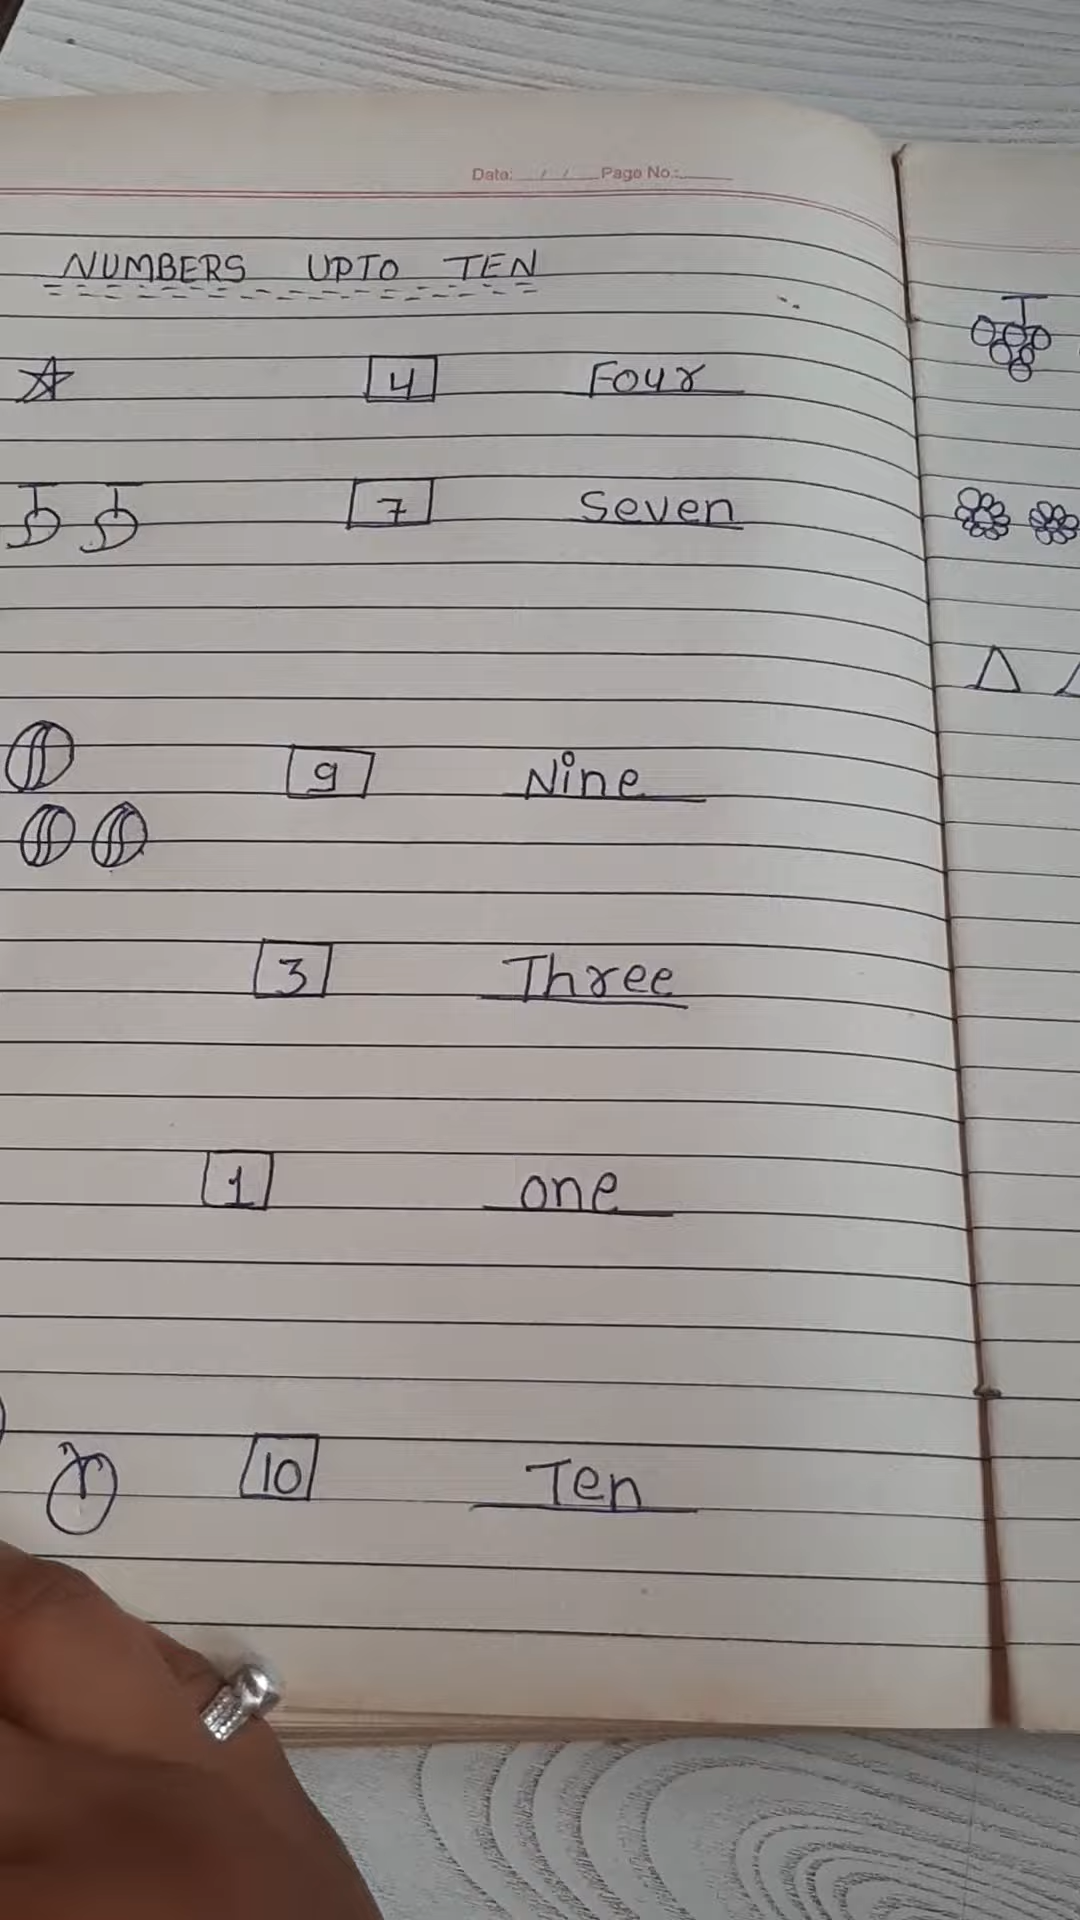 Date: / / Page No.:
NUMBERS UPTO TEN
4 Four
7 Seven
9 Nine
3 Three
1 one
10 Ten